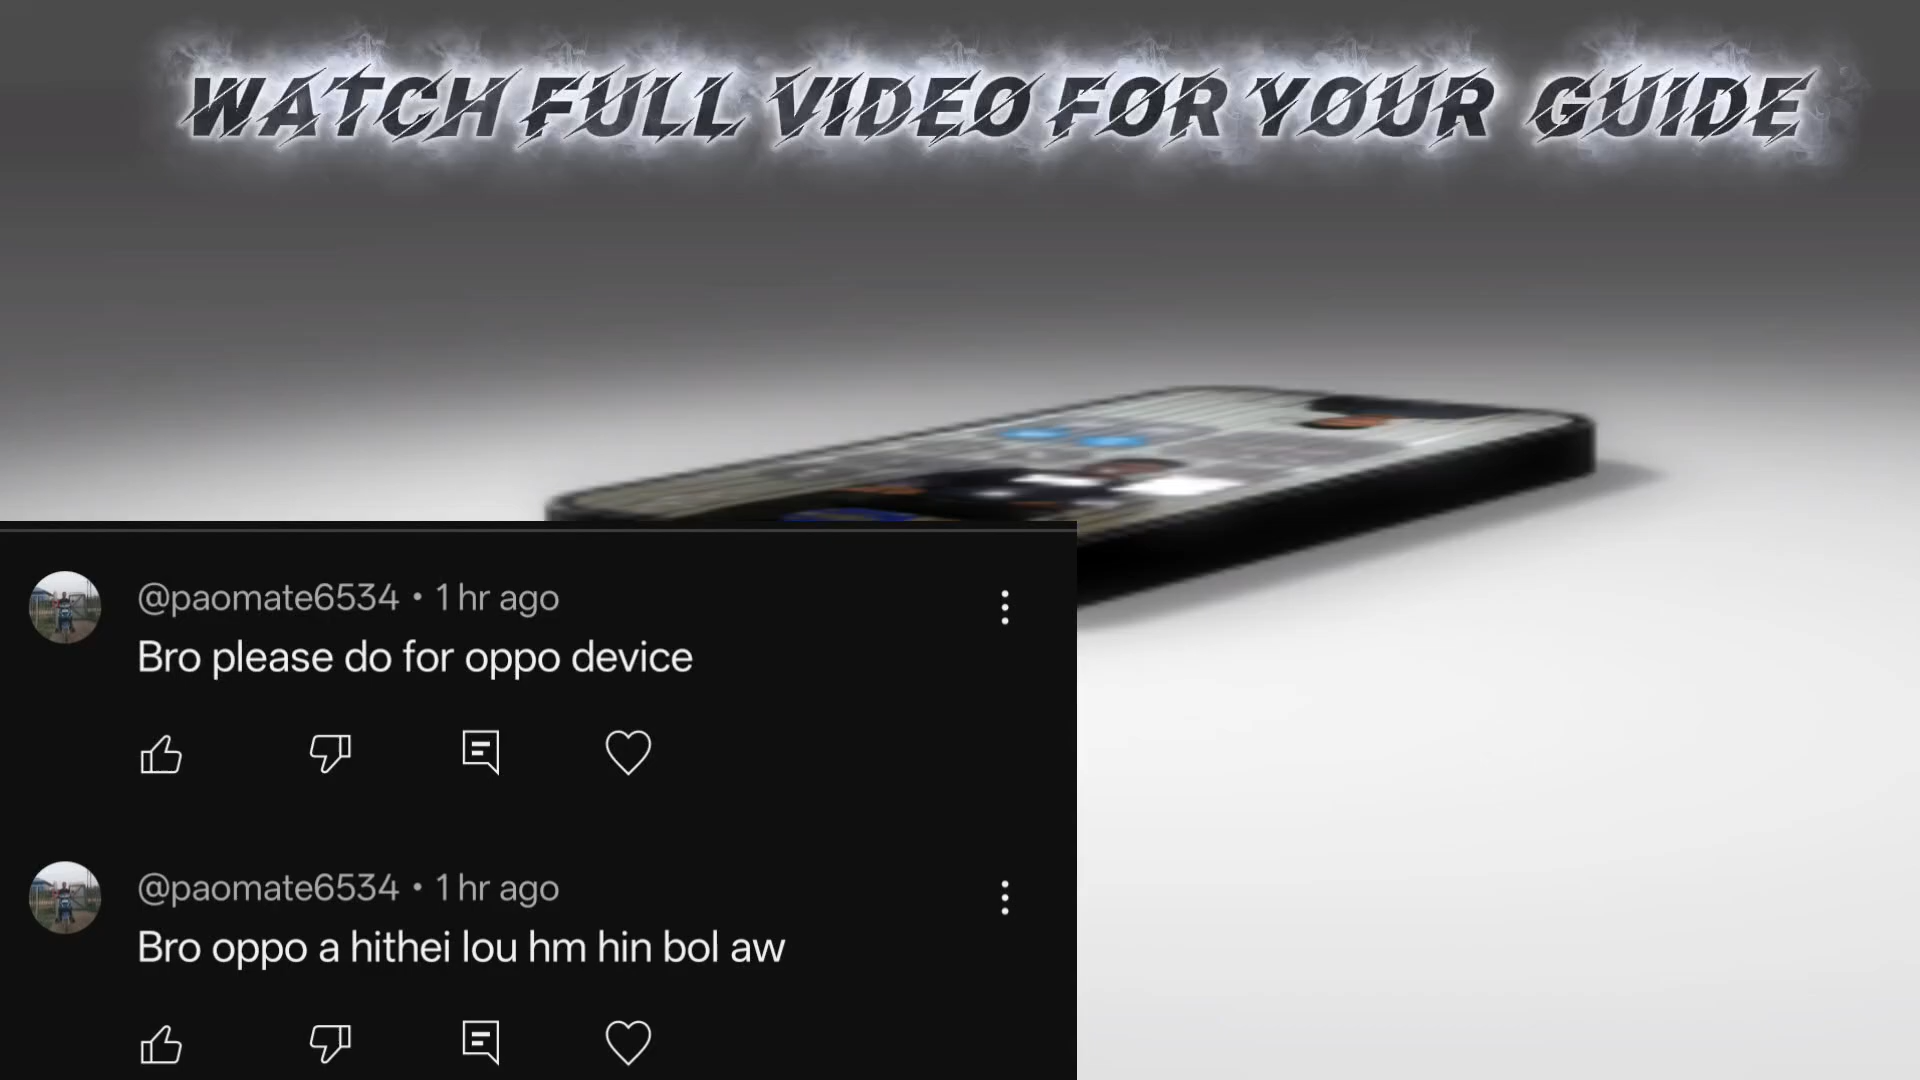 WATCH FULL VIDEO FOR YOUR GUIDE
@paomate6534 • 1 hr ago
Bro please do for oppo device
@paomate6534 • 1 hr ago
Bro oppo a hithei lou hm hin bol aw